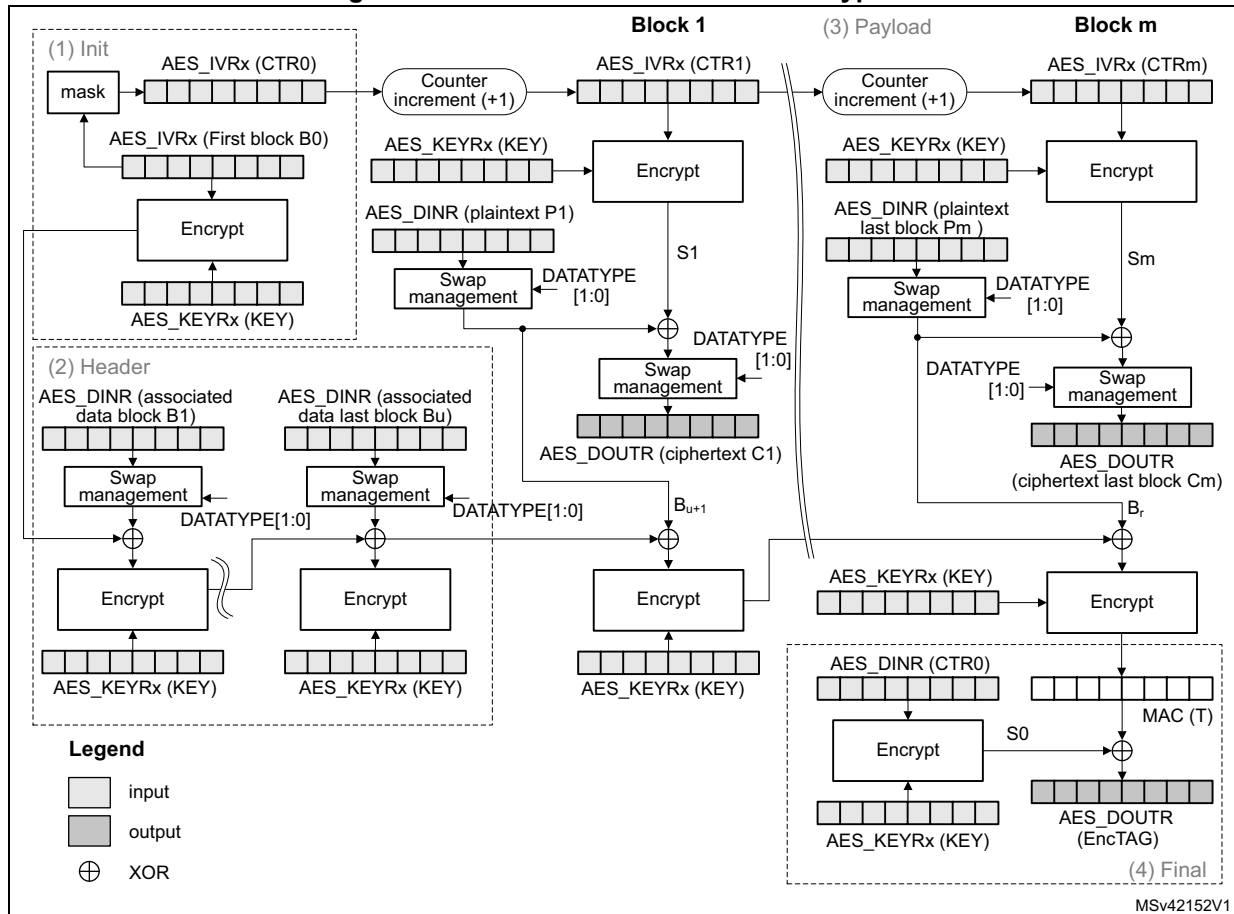 Block 1
(3) Payload
Block m
(1) Init
AES_IVRx (CTR0)
mask
AES_IVRx (First block B0)
Encrypt
AES_KEYRx (KEY)
Counter
increment (+1)
AES_IVRx (CTR1)
AES_KEYRx (KEY)
Encrypt
AES_DINR (plaintext P1)
S1
Swap
management
DATATYPE
[1:0]
DATATYPE
[1:0]
Swap
management
AES_DOUTR (ciphertext C1)
Bu+1
Encrypt
AES_KEYRx (KEY)
Counter
increment (+1)
AES_IVRx (CTRm)
AES_KEYRx (KEY)
Encrypt
AES_DINR (plaintext
last block Pm )
Sm
Swap
management
DATATYPE
[1:0]
DATATYPE
[1:0]
Swap
management
AES_DOUTR
(ciphertext last block Cm)
Br
AES_KEYRx (KEY)
Encrypt
(2) Header
AES_DINR (associated
data block B1)
AES_DINR (associated
data last block Bu)
Swap
management
DATATYPE[1:0]
Swap
management
DATATYPE[1:0]
Encrypt
Encrypt
AES_KEYRx (KEY)
AES_KEYRx (KEY)
AES_DINR (CTR0)
Encrypt
S0
AES_KEYRx (KEY)
MAC (T)
AES_DOUTR
(EncTAG)
(4) Final
Legend
input
output
XOR
MSv42152V1